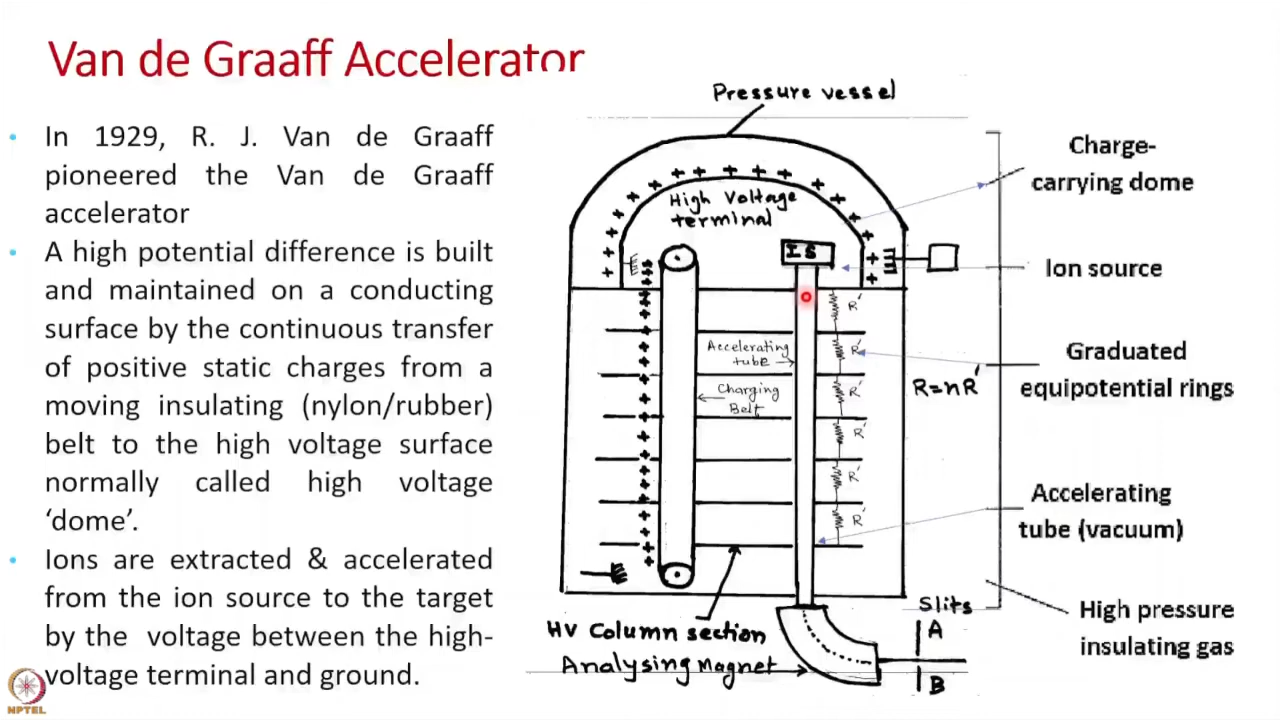 Van de Graaff Accelerator
• In 1929, R. J. Van de Graaff
pioneered the Van de Graaff
accelerator
• A high potential difference is built
and maintained on a conducting
surface by the continuous transfer
of positive static charges from a
moving insulating (nylon/rubber)
belt to the high voltage surface
normally called high voltage
‘dome’.
• Ions are extracted & accelerated
from the ion source to the target
by the voltage between the high-
voltage terminal and ground.
Pressure vessel
High Voltage
terminal
IS
R'
R'
R'
R'
R'
R'
Accelerating
tube
Charging
Belt
R=nR'
HV Column section
Analysing Magnet
Slits
A
B
Charge-
carrying dome
Ion source
Graduated
equipotential rings
Accelerating
tube (vacuum)
High pressure
insulating gas
NPTEL